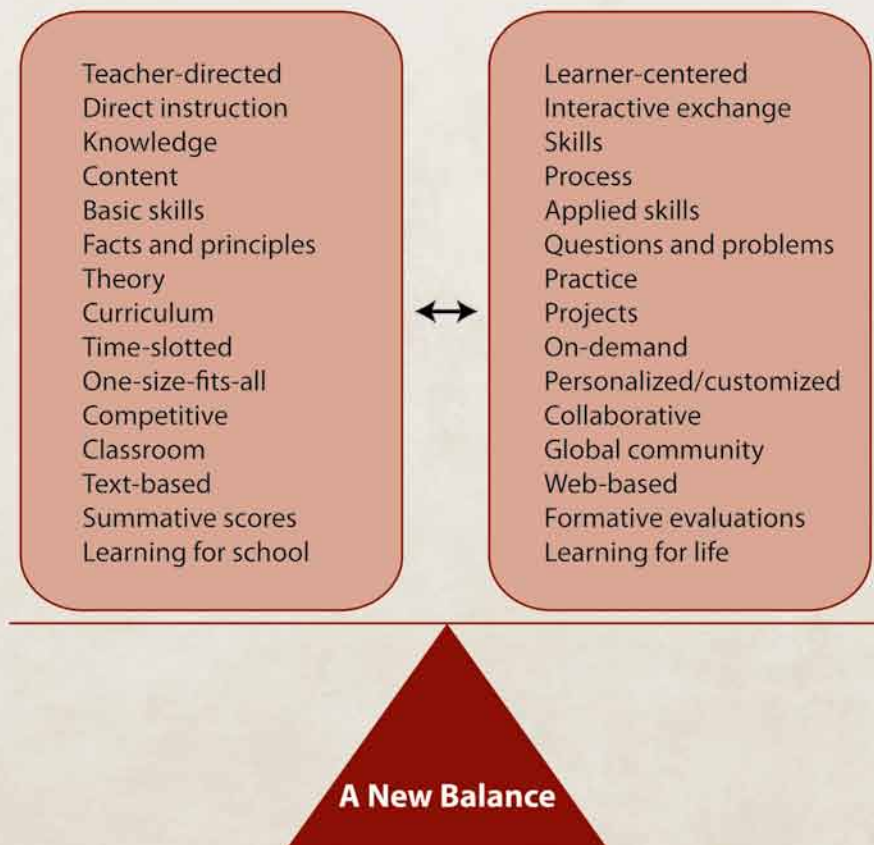 Teacher-directed
Direct instruction
Knowledge
Content
Basic skills
Facts and principles
Theory
Curriculum
Time-slotted
One-size-fits-all
Competitive
Classroom
Text-based
Summative scores
Learning for school
Learner-centered
Interactive exchange
Skills
Process
Applied skills
Questions and problems
Practice
Projects
On-demand
Personalized/customized
Collaborative
Global community
Web-based
Formative evaluations
Learning for life
A New Balance